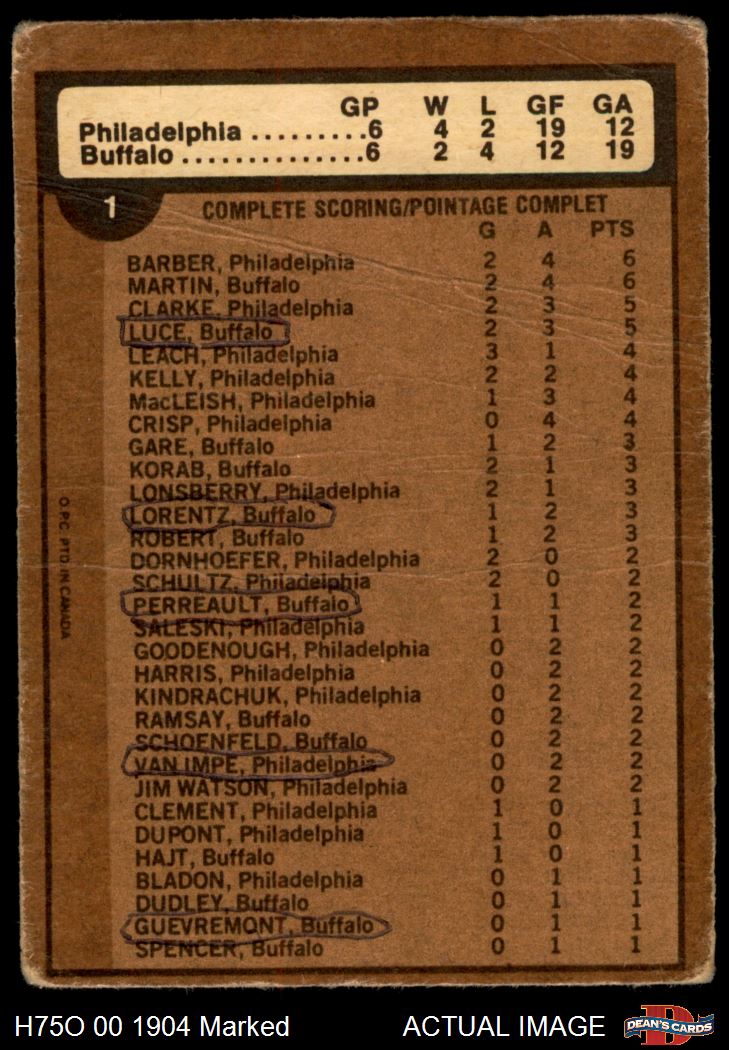 GP W L GF GA
Philadelphia .........6 4 2 19 12
Buffalo ..............6 2 4 12 19
1 COMPLETE SCORING/POINTAGE COMPLET
G A PTS
BARBER, Philadelphia 2 4 6
MARTIN, Buffalo 2 4 6
CLARKE, Philadelphia 2 3 5
LUCE, Buffalo 2 3 5
LEACH, Philadelphia 3 1 4
KELLY, Philadelphia 2 2 4
MacLEISH, Philadelphia 1 3 4
CRISP, Philadelphia 0 4 4
GARE, Buffalo 1 2 3
KORAB, Buffalo 2 1 3
LONSBERRY, Philadelphia 2 1 3
LORENTZ, Buffalo 1 2 3
ROBERT, Buffalo 1 2 3
DORNHOEFER, Philadelphia 2 0 2
SCHULTZ, Philadelphia 2 0 2
PERREAULT, Buffalo 1 1 2
SALESKI, Philadelphia 1 1 2
GOODENOUGH, Philadelphia 0 2 2
HARRIS, Philadelphia 0 2 2
KINDRACHUK, Philadelphia 0 2 2
RAMSAY, Buffalo 0 2 2
SCHOENFELD, Buffalo 0 2 2
VAN IMPE, Philadelphia 0 2 2
JIM WATSON, Philadelphia 0 2 2
CLEMENT, Philadelphia 1 0 1
DUPONT, Philadelphia 1 0 1
HAJT, Buffalo 1 0 1
BLADON, Philadelphia 0 1 1
DUDLEY, Buffalo 0 1 1
GUEVREMONT, Buffalo 0 1 1
SPENCER, Buffalo 0 1 1
O.P.C. PTD. IN CANADA
H75O 00 1904 Marked
ACTUAL IMAGE
D
DEAN'S CARDS